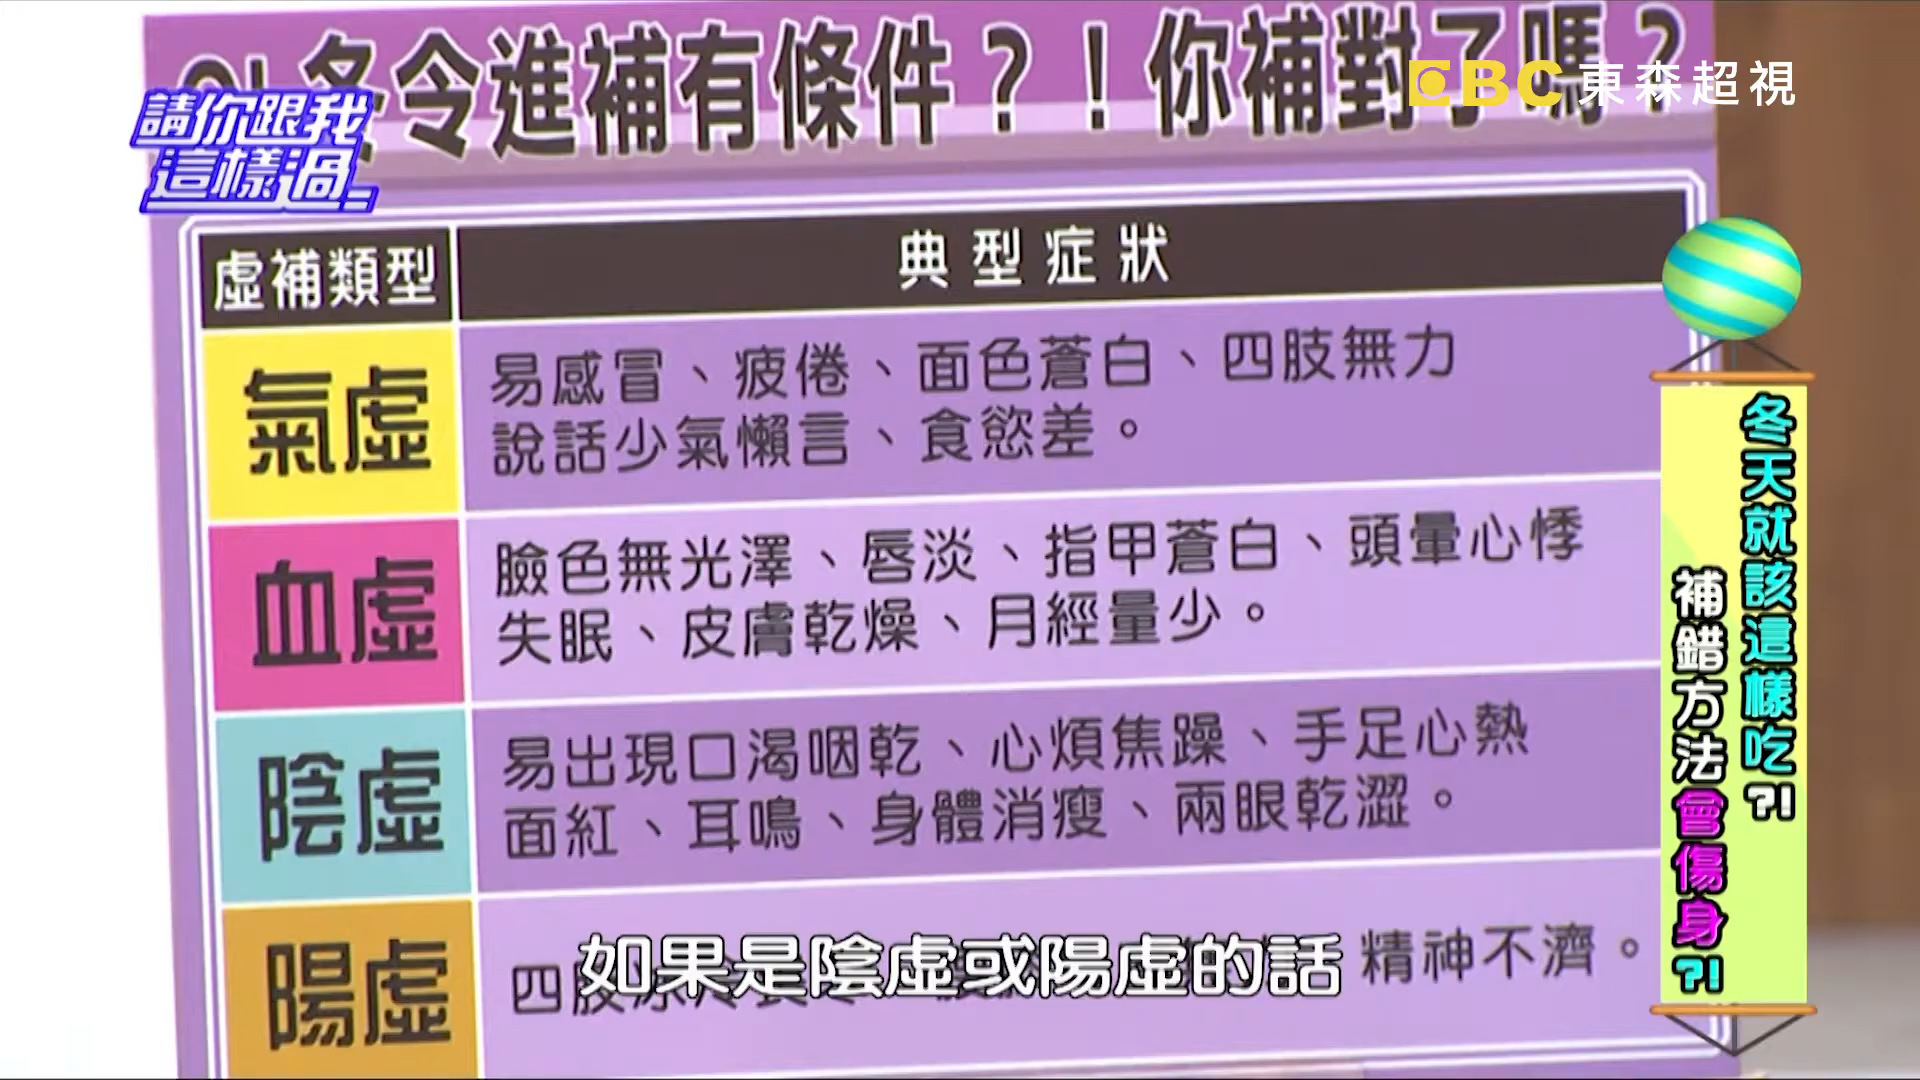 冬令進補有條件？！你補對了嗎？
EBC 東森超視
請你跟我
這樣過
虛補類型
典型症狀
氣虛
易感冒、疲倦、面色蒼白、四肢無力
說話少氣懶言、食慾差。
血虛
臉色無光澤、唇淡、指甲蒼白、頭暈心悸
失眠、皮膚乾燥、月經量少。
陰虛
易出現口渴咽乾、心煩焦躁、手足心熱
面紅、耳鳴、身體消瘦、兩眼乾澀。
陽虛
四肢 精神不濟。
如果是陰虛或陽虛的話
冬天就該這樣吃?!
補錯方法會傷身?!